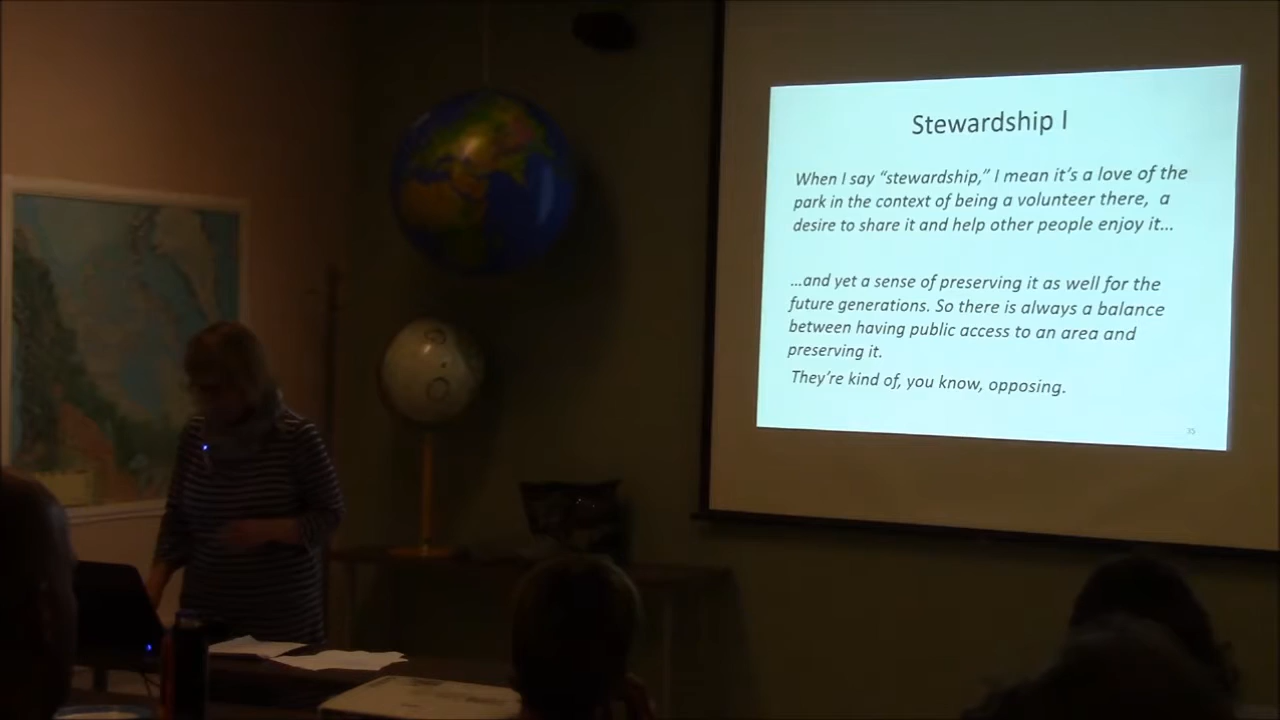 Stewardship I
When I say “stewardship,” I mean it’s a love of the
park in the context of being a volunteer there, a
desire to share it and help other people enjoy it…
…and yet a sense of preserving it as well for the
future generations. So there is always a balance
between having public access to an area and
preserving it.
They’re kind of, you know, opposing.
35